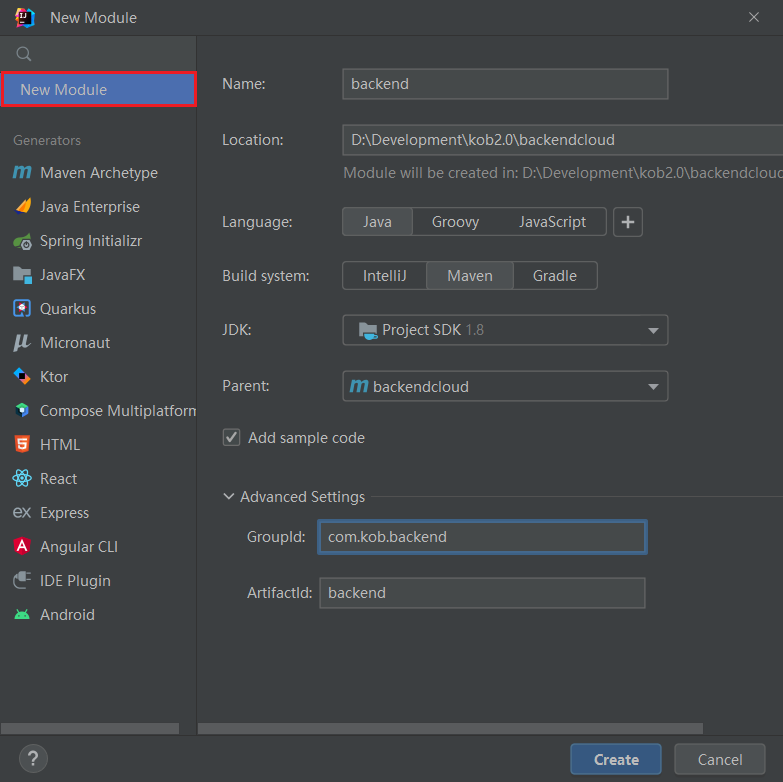 New Module
New Module
Generators
Maven Archetype
Java Enterprise
Spring Initializr
JavaFX
Quarkus
Micronaut
Ktor
Compose Multiplatform
HTML
React
Express
Angular CLI
IDE Plugin
Android
Name: backend
Location: D:\Development\kob2.0\backendcloud
Module will be created in: D:\Development\kob2.0\backendcloud
Language: Java Groovy JavaScript +
Build system: IntelliJ Maven Gradle
JDK: Project SDK 1.8
Parent: backendcloud
Add sample code
Advanced Settings
GroupId: com.kob.backend
ArtifactId: backend
? Create Cancel